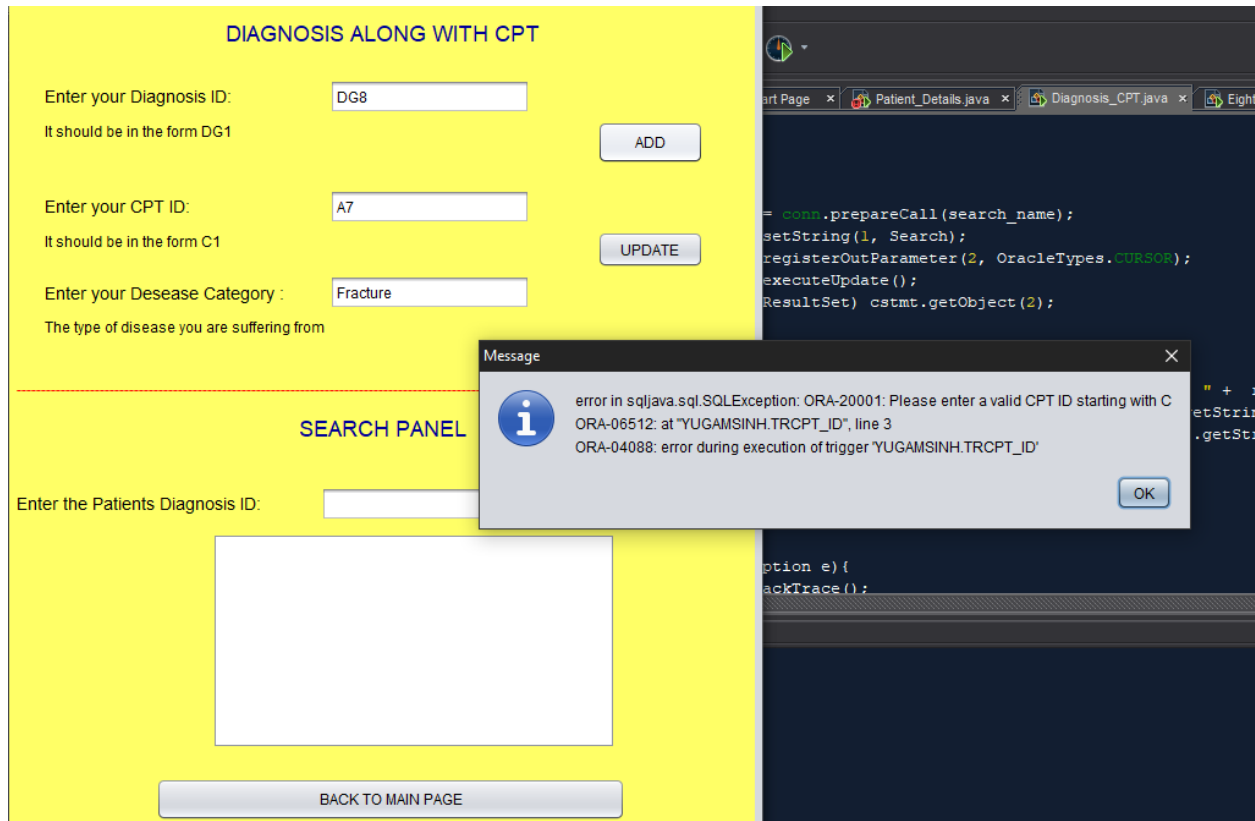 DIAGNOSIS ALONG WITH CPT
Enter your Diagnosis ID:
DG8
It should be in the form DG1
ADD
Enter your CPT ID:
A7
It should be in the form C1
UPDATE
Enter your Desease Category :
Fracture
The type of disease you are suffering from
SEARCH PANEL
Enter the Patients Diagnosis ID:
BACK TO MAIN PAGE
Message
error in sqljava.sql.SQLException: ORA-20001: Please enter a valid CPT ID starting with C
ORA-06512: at "YUGAMSINH.TRCPT_ID", line 3
ORA-04088: error during execution of trigger 'YUGAMSINH.TRCPT_ID'
OK
art Page × Patient_Details.java × Diagnosis_CPT.java × Eight
= conn.prepareCall(search_name);
setString(1, Search);
registerOutParameter(2, OracleTypes.CURSOR);
executeUpdate();
ResultSet) cstmt.getObject(2);
" +
etStrin
.getStr
ption e){
ackTrace();